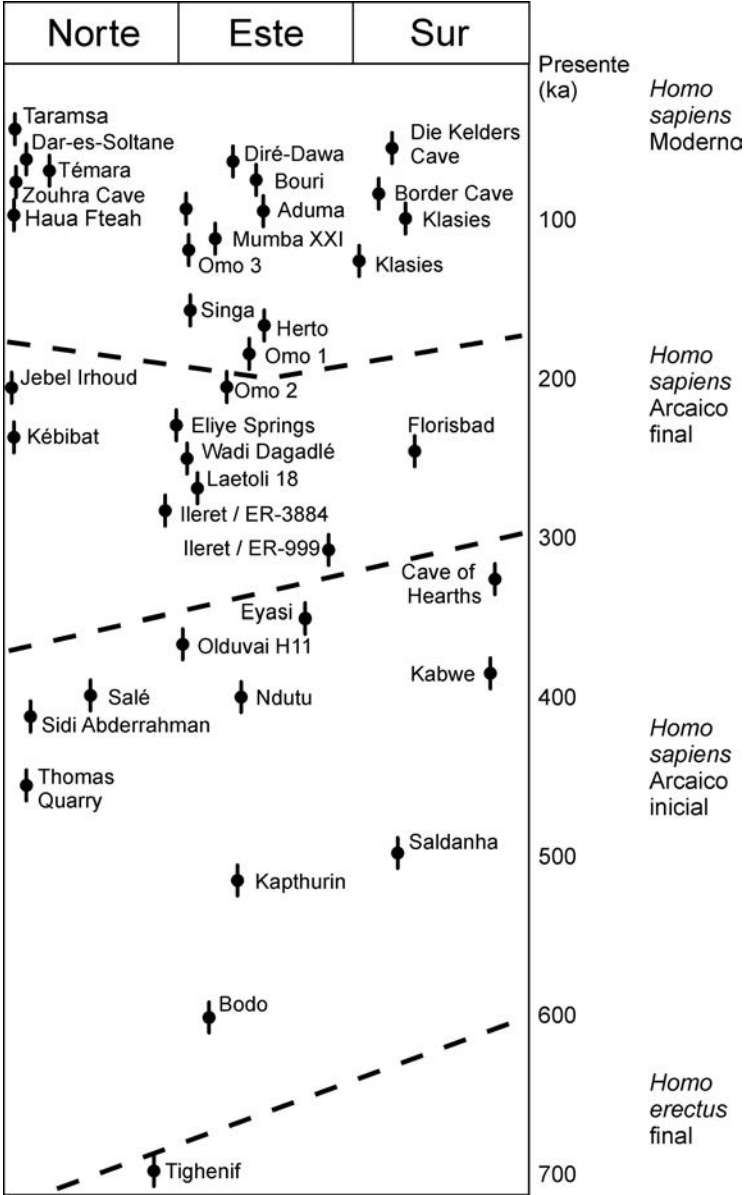 Norte Este Sur
Presente
(ka)
Homo
sapiens
Moderno
Taramsa
Dar-es-Soltane
Témara
Zouhra Cave
Haua Fteah
Diré-Dawa
Bouri
Aduma
Mumba XXI
Omo 3
Die Kelders
Cave
Border Cave
Klasies
Klasies
100
Singa
Herto
Omo 1
Homo
sapiens
Arcaico
final
200
Jebel Irhoud
Omo 2
Kébibat
Eliye Springs
Wadi Dagadlé
Laetoli 18
Florisbad
Ileret / ER-3884
Ileret / ER-999
300
Cave of
Hearths
Eyasi
Olduvai H11
Kabwe
400
Salé
Ndutu
Sidi Abderrahman
Homo
sapiens
Arcaico
inicial
Thomas
Quarry
Saldanha
500
Kapthurin
Bodo
600
Homo
erectus
final
Tighenif
700